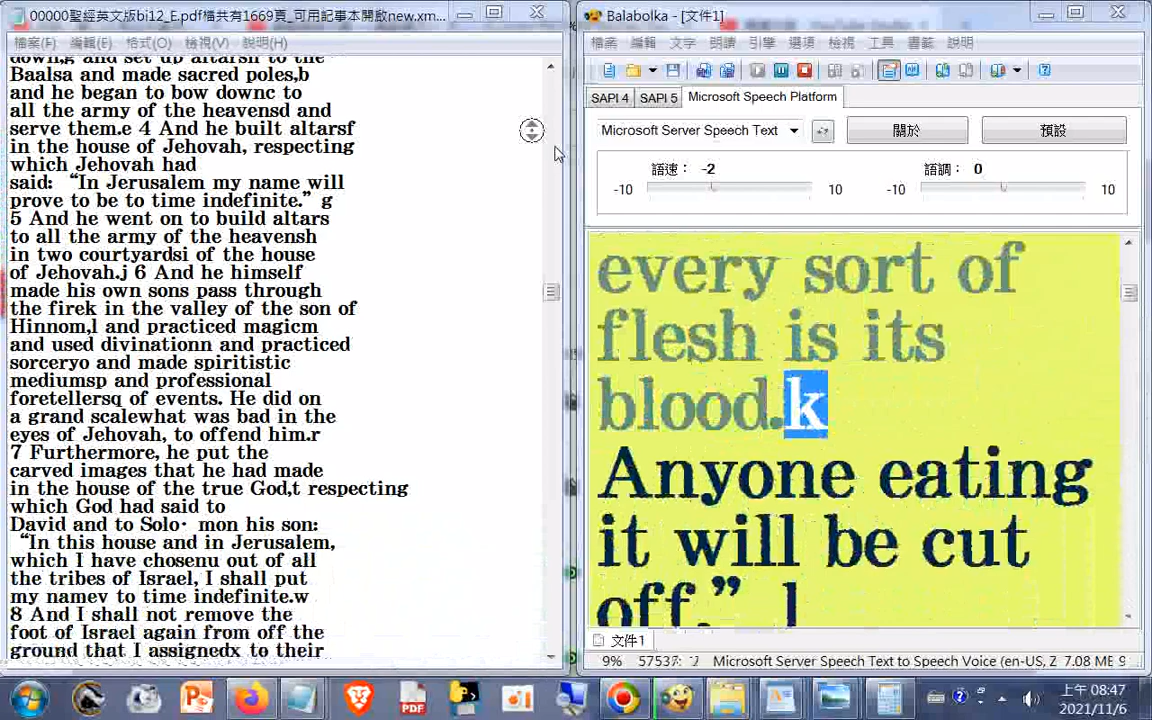 00000聖經英文版bi12_E.pdf檔共有1669頁_可用記事本開啟new.xm...
檔案(F) 編輯(E) 格式(O) 檢視(V) 說明(H)
down,g and set up altarsh to the
Baalsa and made sacred poles,b
and he began to bow downc to
all the army of the heavensd and
serve them.e 4 And he built altarsf
in the house of Jehovah, respecting
which Jehovah had
said: “In Jerusalem my name will
prove to be to time indefinite.” g
5 And he went on to build altars
to all the army of the heavensh
in two courtyardsi of the house
of Jehovah.j 6 And he himself
made his own sons pass through
the firek in the valley of the son of
Hinnom,l and practiced magicm
and used divinationn and practiced
sorceryo and made spiritistic
mediumsp and professional
foretellersq of events. He did on
a grand scalewhat was bad in the
eyes of Jehovah, to offend him.r
7 Furthermore, he put the
carved images that he had made
in the house of the true God,t respecting
which God had said to
David and to Solo· mon his son:
“In this house and in Jerusalem,
which I have chosenu out of all
the tribes of Israel, I shall put
my namev to time indefinite.w
8 And I shall not remove the
foot of Israel again from off the
ground that I assignedx to their
Balabolka - [文件1]
檔案 編輯 文字 朗讀 引擎 選項 檢視 工具 書籤 說明
SAPI 4 SAPI 5 Microsoft Speech Platform
Microsoft Server Speech Text 關於 預設
語速： -2 語調： 0
-10 10 -10 10
every sort of
flesh is its
blood.k
Anyone eating
it will be cut
off.” l
文件1
9% 57537: Microsoft Server Speech Text to Speech Voice (en-US, Z 7.08 MB 9
PDF
上午 08:47
2021/11/6